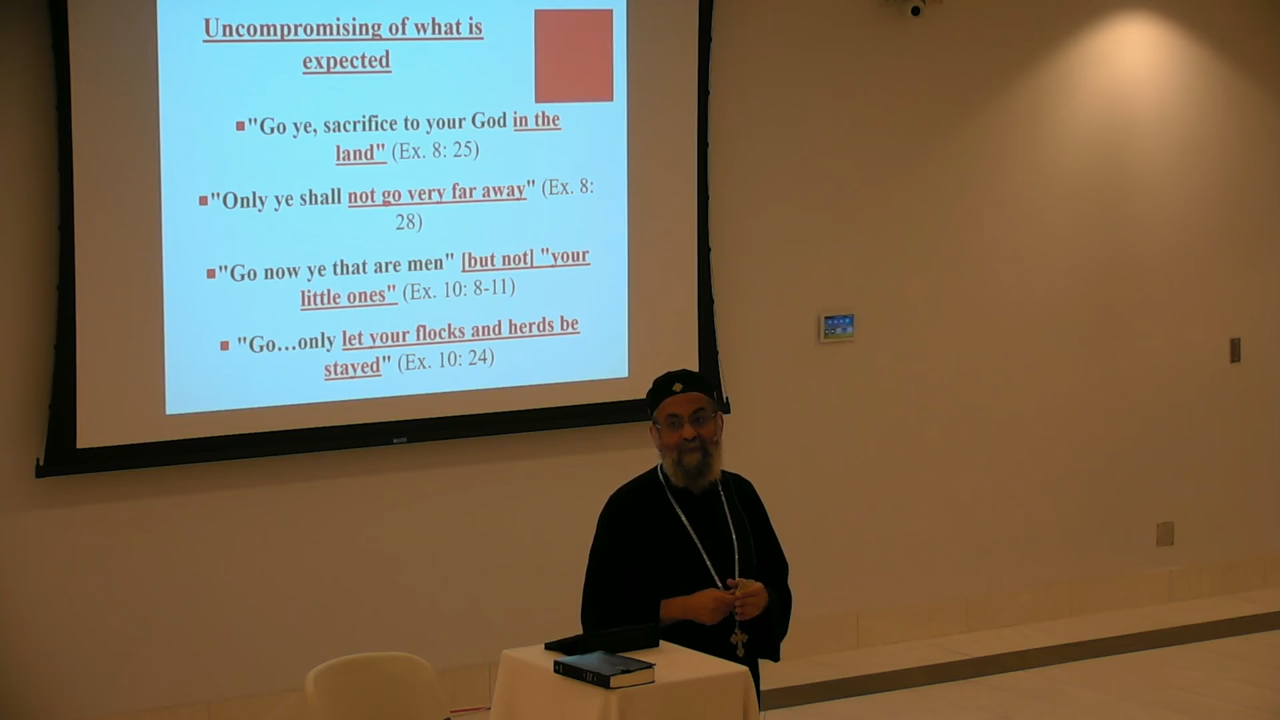 Uncompromising of what is
expected
"Go ye, sacrifice to your God in the
land" (Ex. 8: 25)
"Only ye shall not go very far away" (Ex. 8:
28)
"Go now ye that are men" [but not] "your
little ones" (Ex. 10: 8-11)
"Go…only let your flocks and herds be
stayed" (Ex. 10: 24)